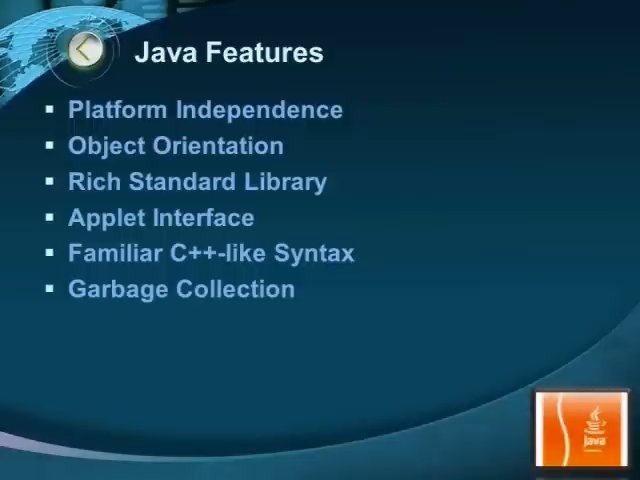 Java Features
Platform Independence
Object Orientation
Rich Standard Library
Applet Interface
Familiar C++-like Syntax
Garbage Collection
Java